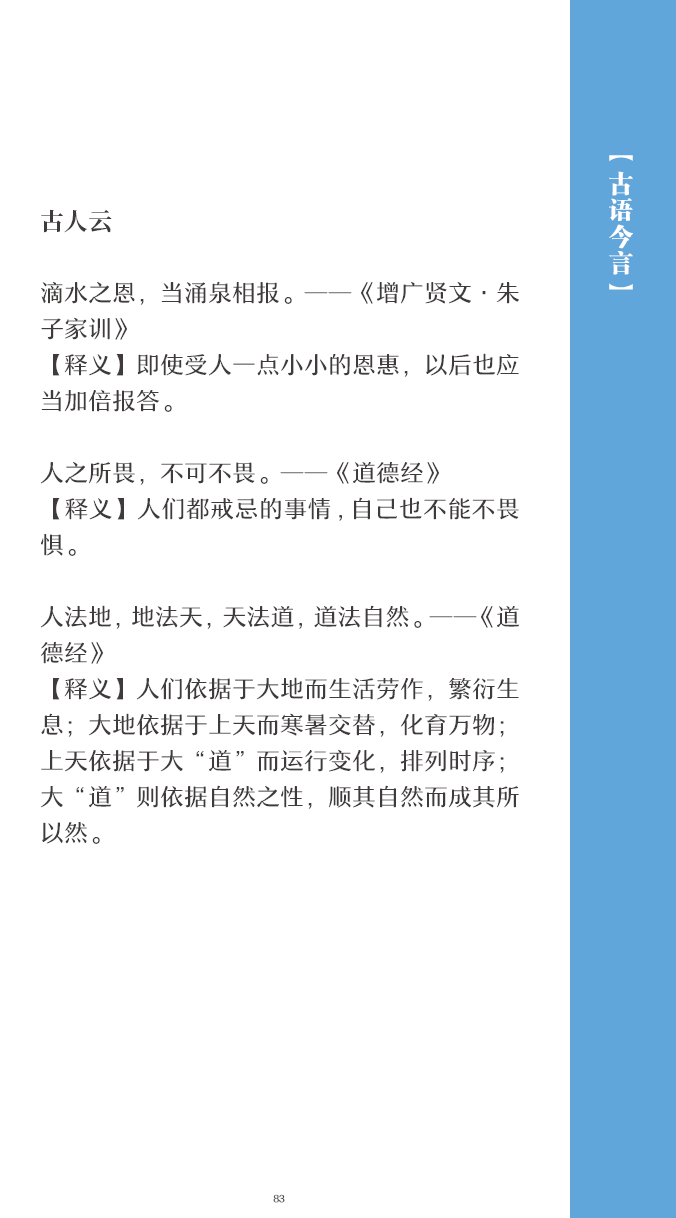 古人云
滴水之恩，当涌泉相报。——《增广贤文·朱
子家训》
【释义】即使受人一点小小的恩惠，以后也应
当加倍报答。
人之所畏，不可不畏。——《道德经》
【释义】人们都戒忌的事情，自己也不能不畏
惧。
人法地，地法天，天法道，道法自然。——《道
德经》
【释义】人们依据于大地而生活劳作，繁衍生
息；大地依据于上天而寒暑交替，化育万物；
上天依据于大“道”而运行变化，排列时序；
大“道”则依据自然之性，顺其自然而成其所
以然。
【古语今言】
83